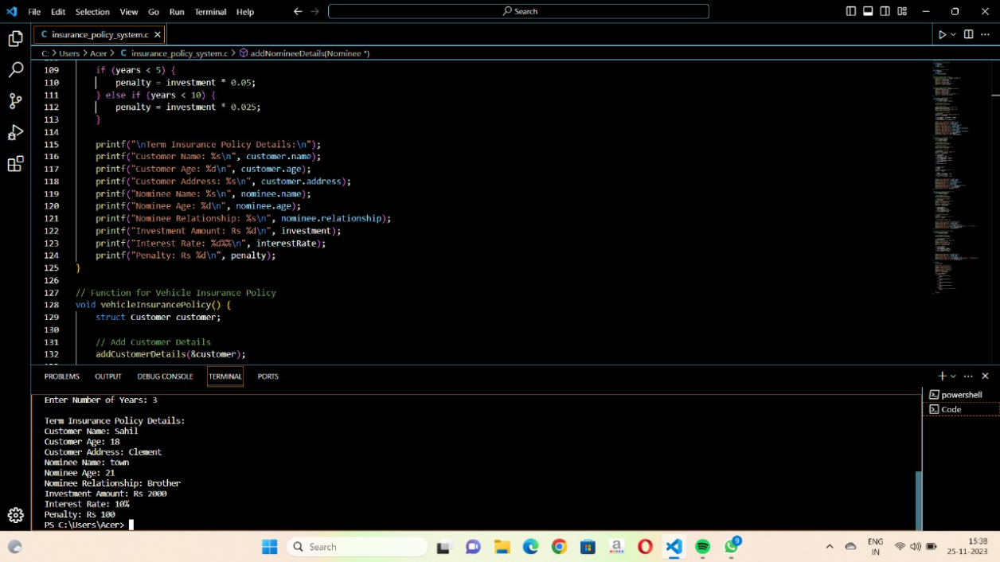 File Edit Selection View Go Run Terminal Help
Search
C insurance_policy_system.c
C: > Users > Acer > C insurance_policy_system.c > addNomineeDetails(Nominee *)
109 if (years < 5) {
110 penalty = investment * 0.05;
111 } else if (years < 10) {
112 penalty = investment * 0.025;
113 }
114
115 printf("\nTerm Insurance Policy Details:\n");
116 printf("Customer Name: %s\n", customer.name);
117 printf("Customer Age: %d\n", customer.age);
118 printf("Customer Address: %s\n", customer.address);
119 printf("Nominee Name: %s\n", nominee.name);
120 printf("Nominee Age: %d\n", nominee.age);
121 printf("Nominee Relationship: %s\n", nominee.relationship);
122 printf("Investment Amount: Rs %d\n", investment);
123 printf("Interest Rate: %d%%\n", interestRate);
124 printf("Penalty: Rs %d\n", penalty);
125 }
126
127 // Function for Vehicle Insurance Policy
128 void vehicleInsurancePolicy() {
129 struct Customer customer;
130
131 // Add Customer Details
132 addCustomerDetails(&customer);
PROBLEMS OUTPUT DEBUG CONSOLE TERMINAL PORTS
powershell
Code
Enter Number of Years: 3
Term Insurance Policy Details:
Customer Name: Sahil
Customer Age: 18
Customer Address: Clement
Nominee Name: town
Nominee Age: 21
Nominee Relationship: Brother
Investment Amount: Rs 2000
Interest Rate: 10%
Penalty: Rs 100
PS C:\Users\Acer>
Search
a
9
ENG
IN
15:38
25-11-2023